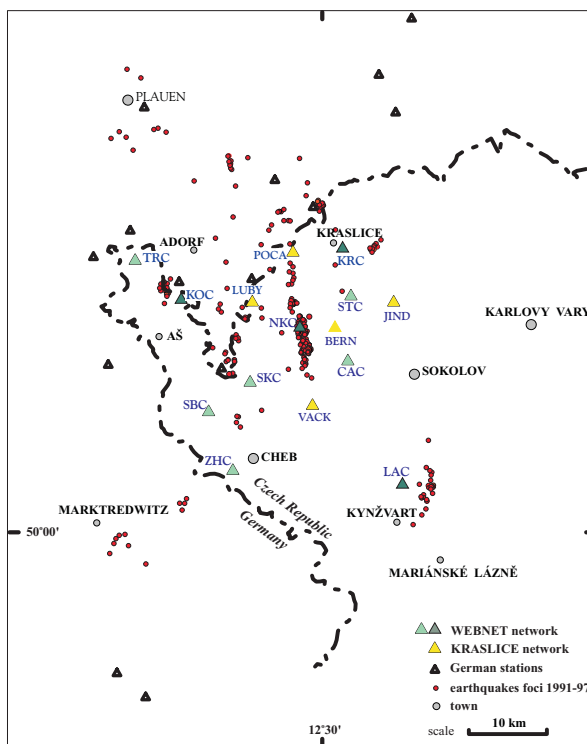 PLAUEN
ADORF
KRASLICE
TRC
POCA
KRC
KOC
LUBY
STC
JIND
KARLOVY VARY
NKC
BERN
AŠ
CAC
SOKOLOV
SKC
SBC
VACK
CHEB
ZHC
LAC
Czech Republic
Germany
MARKTREDWITZ
KYNŽVART
50°00'
MARIÁNSKÉ LÁZNĚ
WEBNET network
KRASLICE network
German stations
earthquakes foci 1991-97
town
scale 10 km
12°30'